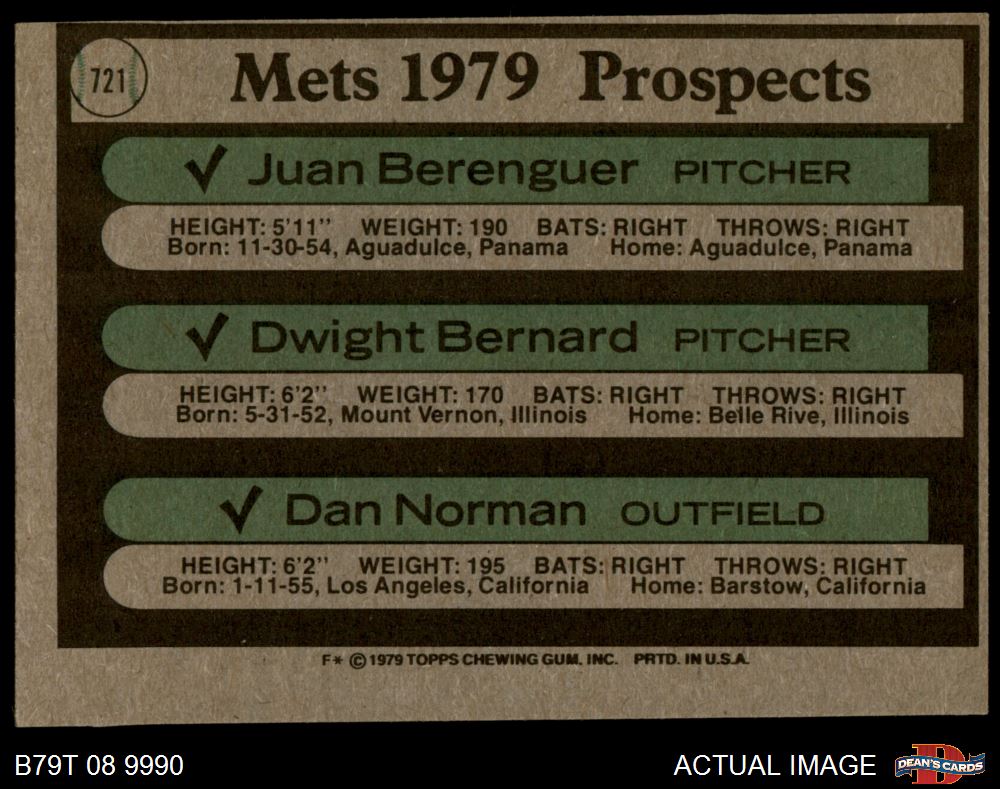 721
Mets 1979 Prospects
✓ Juan Berenguer PITCHER
HEIGHT: 5'11" WEIGHT: 190 BATS: RIGHT THROWS: RIGHT
Born: 11-30-54, Aguadulce, Panama Home: Aguadulce, Panama
✓ Dwight Bernard PITCHER
HEIGHT: 6'2" WEIGHT: 170 BATS: RIGHT THROWS: RIGHT
Born: 5-31-52, Mount Vernon, Illinois Home: Belle Rive, Illinois
✓ Dan Norman OUTFIELD
HEIGHT: 6'2" WEIGHT: 195 BATS: RIGHT THROWS: RIGHT
Born: 1-11-55, Los Angeles, California Home: Barstow, California
F* © 1979 TOPPS CHEWING GUM. INC. PRTD. IN U.S.A.
B79T 08 9990 ACTUAL IMAGE D DEAN'S CARDS